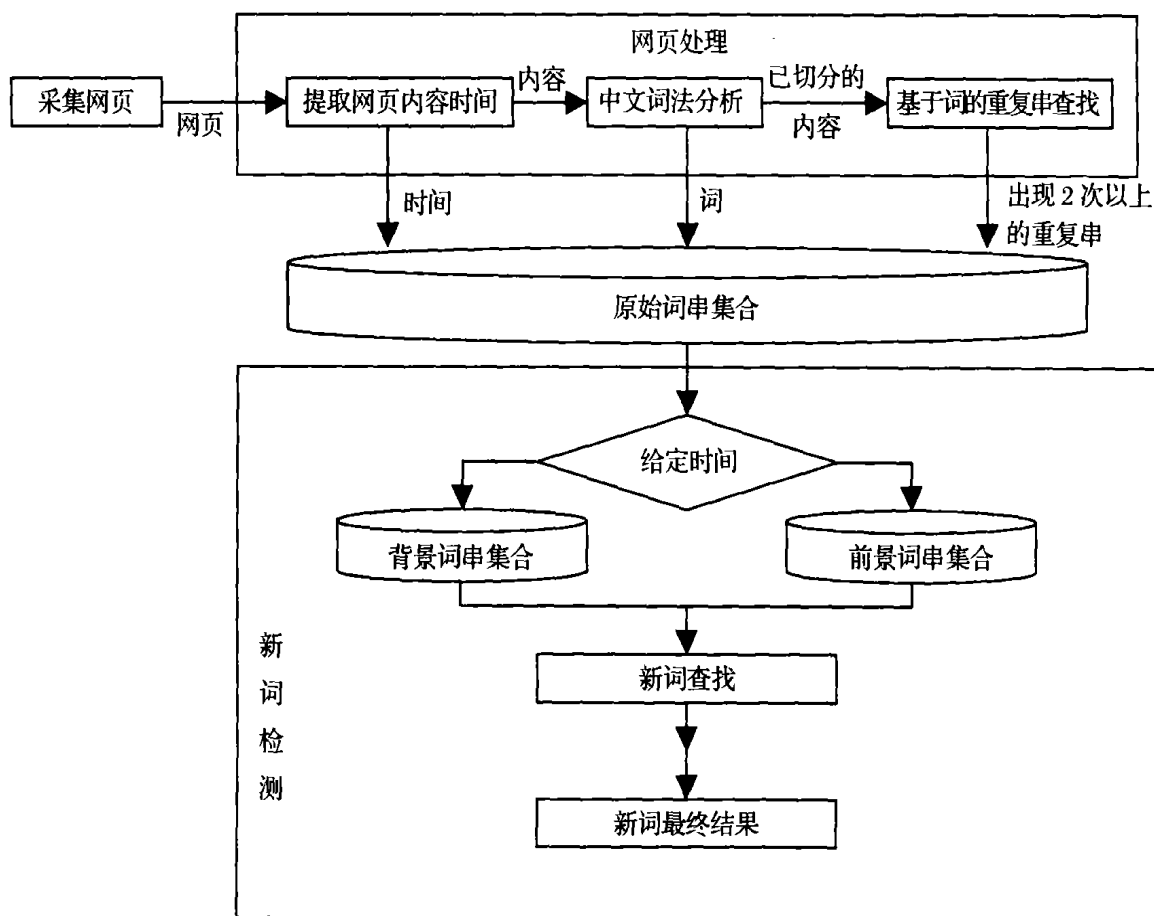 网页处理
采集网页
网页
提取网页内容时间
内容
中文词法分析
已切分的
内容
基于词的重复串查找
时间
词
出现2次以上
的重复串
原始词串集合
给定时间
背景词串集合
前景词串集合
新
词
检
测
新词查找
新词最终结果